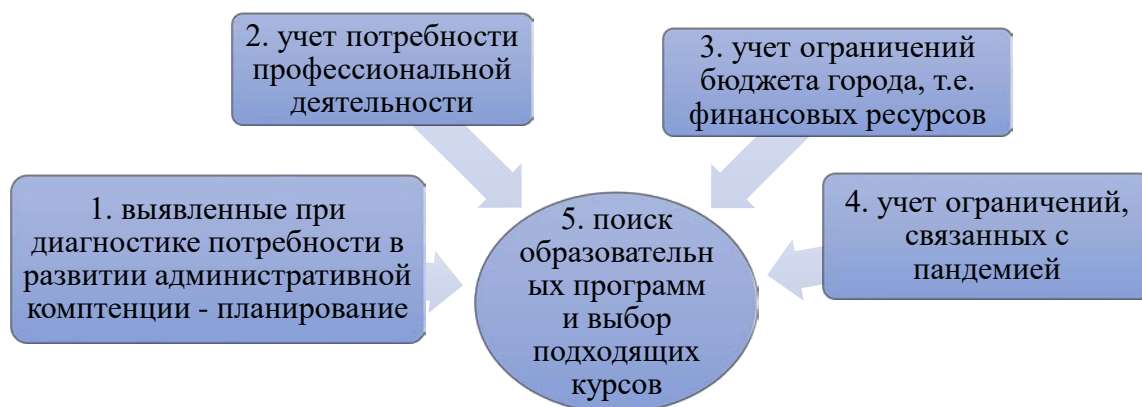 2. учет потребности
профессиональной
деятельности
3. учет ограничений
бюджета города, т.е.
финансовых ресурсов
1. выявленные при
диагностике потребности в
развитии административной
комптенции - планирование
4. учет ограничений,
связанных с
пандемией
5. поиск
образовательн
ых программ
и выбор
подходящих
курсов